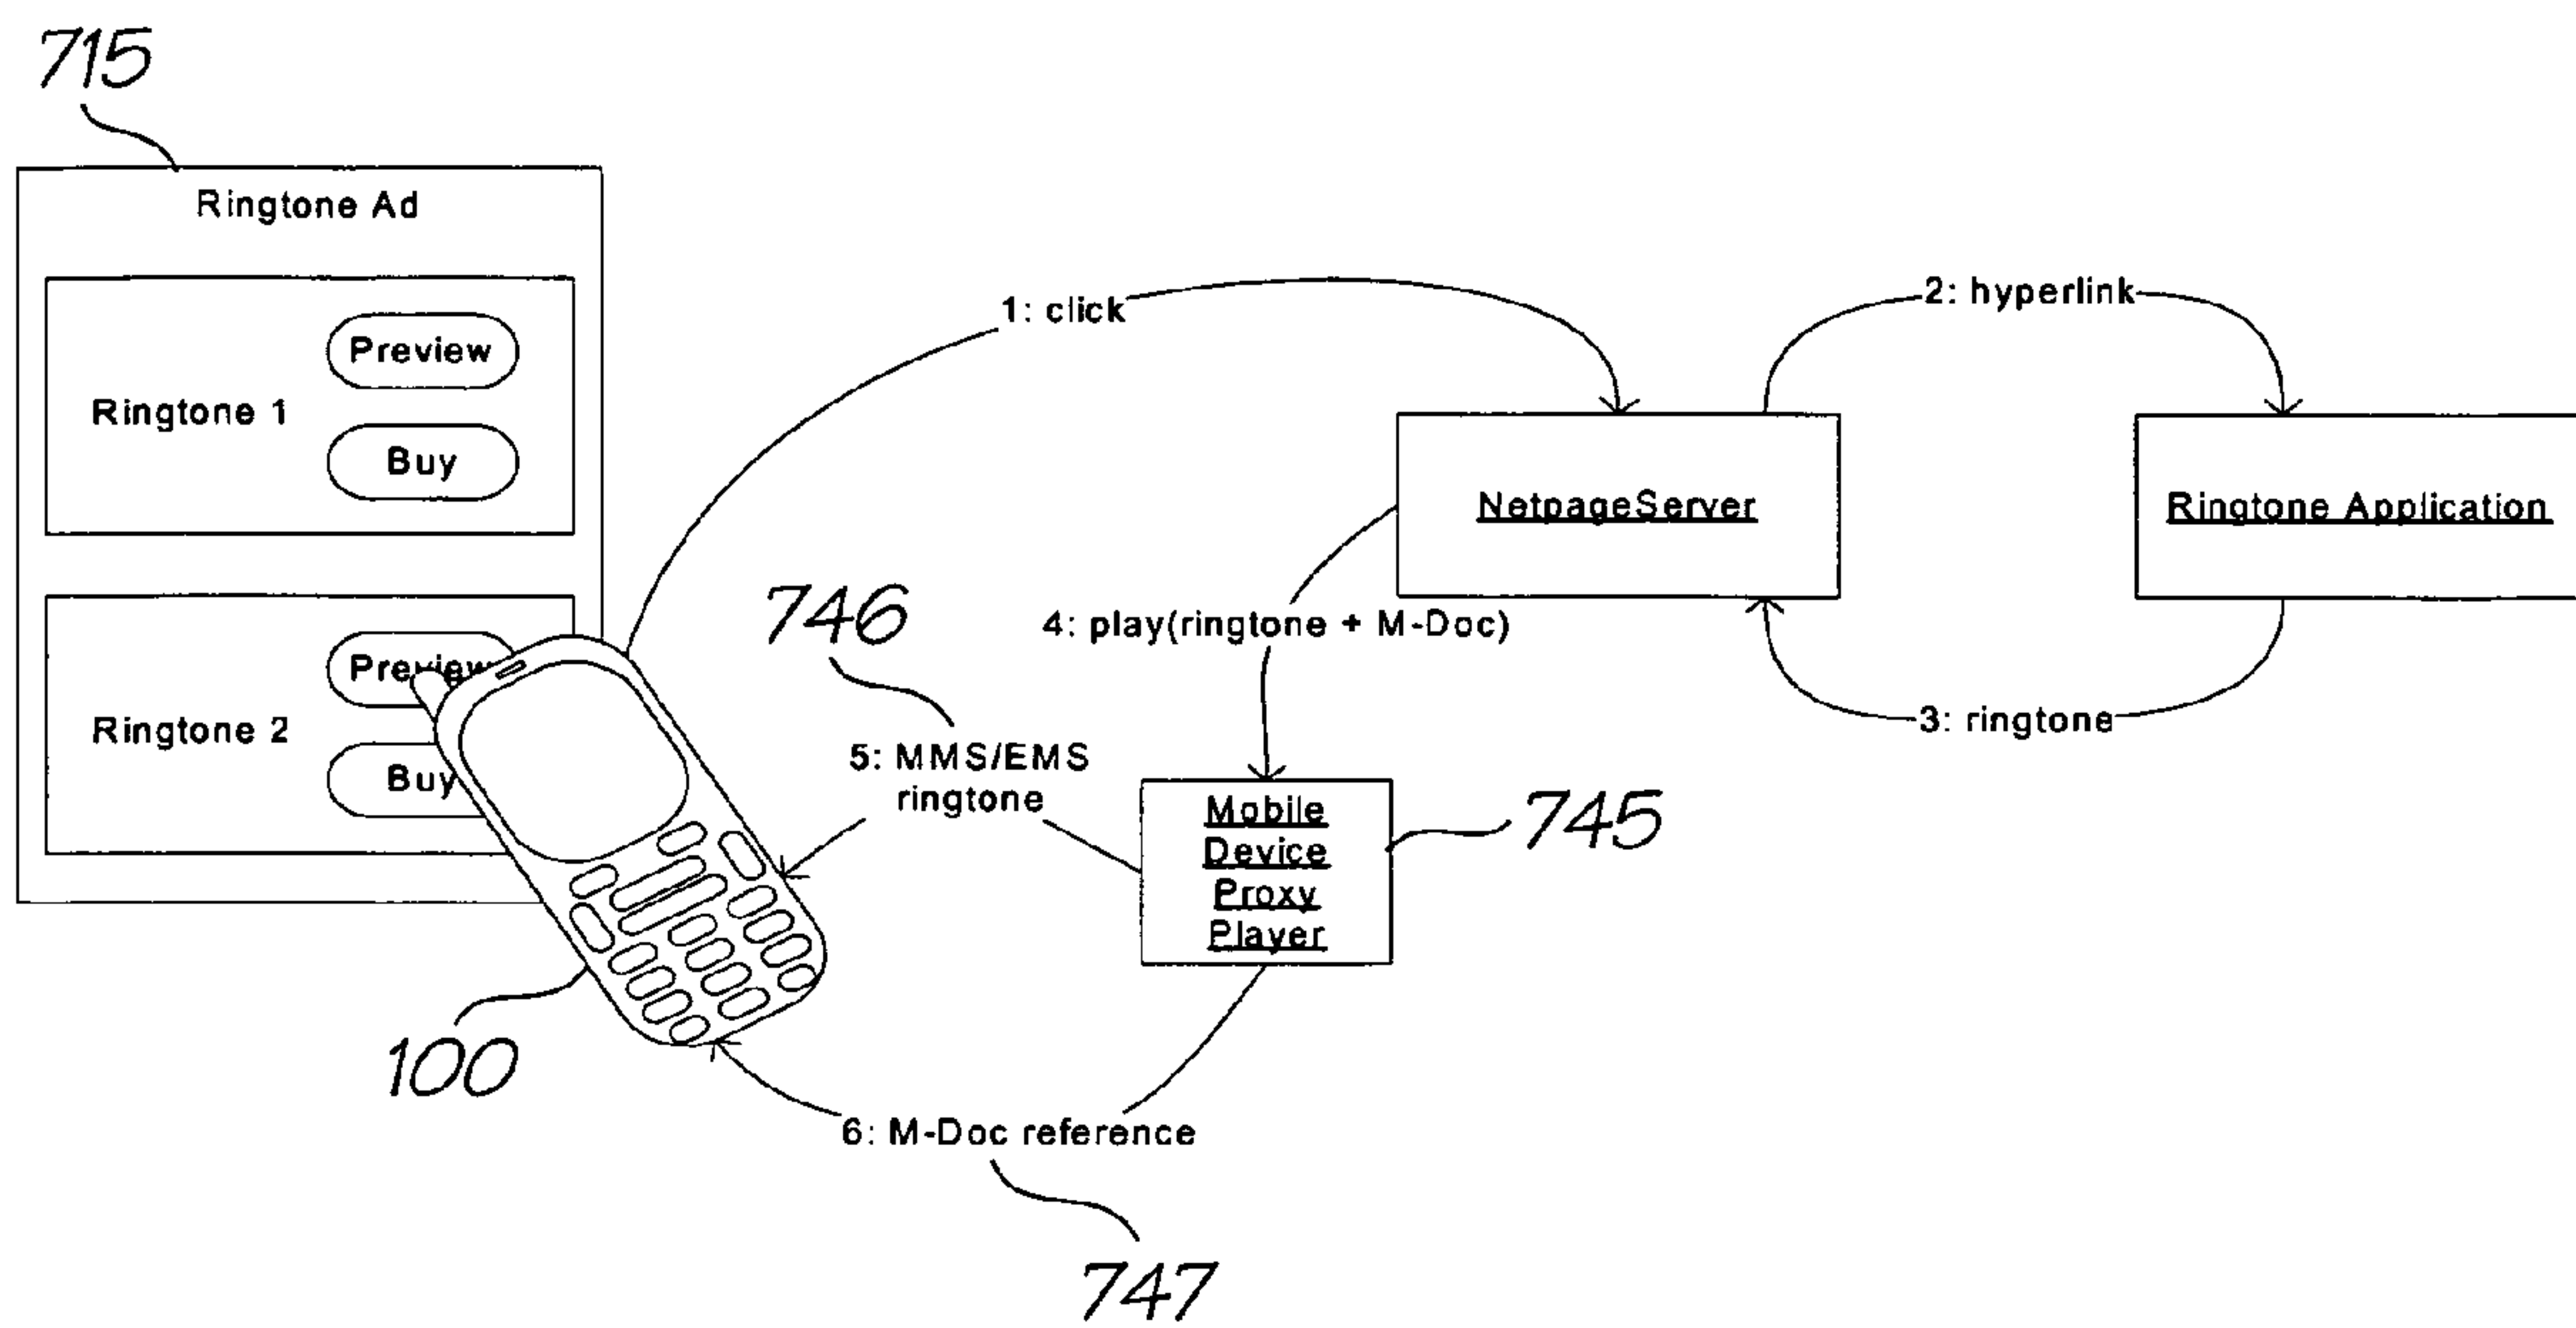 715
Ringtone Ad
Ringtone 1
Preview
Buy
Ringtone 2
Preview
Buy
100
1: click
2: hyperlink
NetpageServer
Ringtone Application
3: ringtone
4: play(ringtone + M-Doc)
746
5: MMS/EMS
ringtone
Mobile
Device
Proxy
Player
745
6: M-Doc reference
747